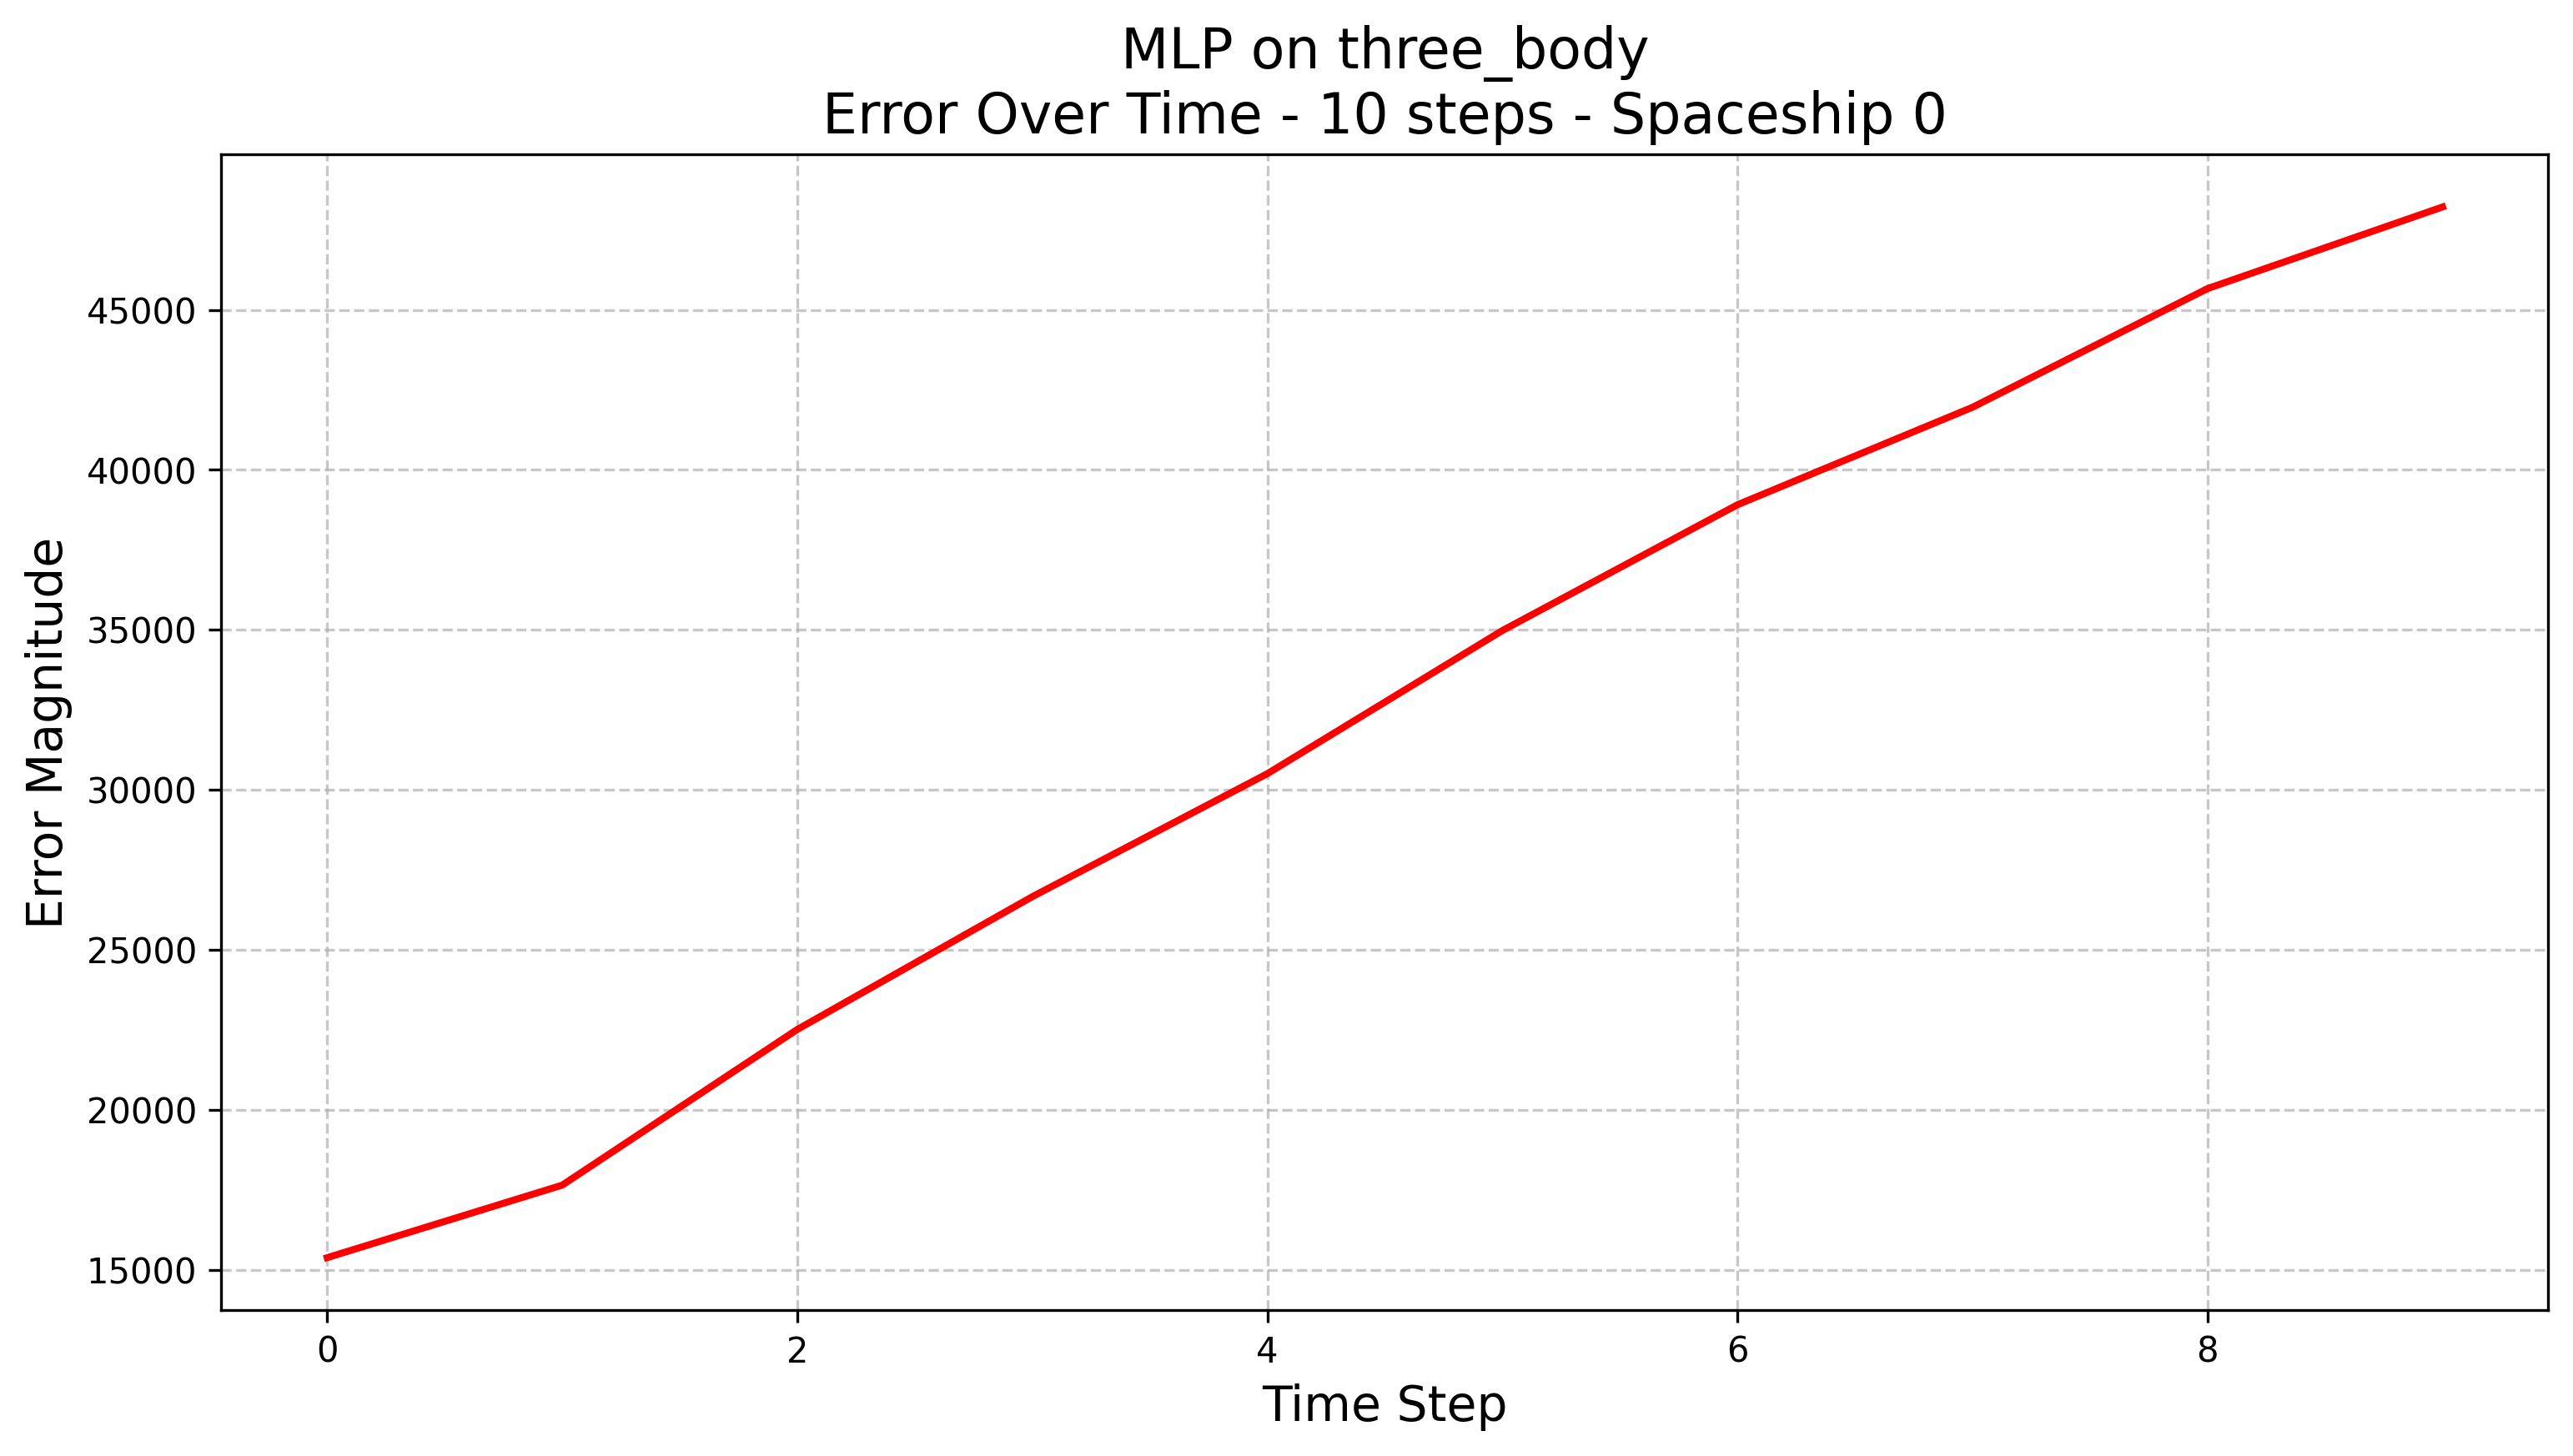 MLP on three_body
Error Over Time - 10 steps - Spaceship 0
Error Magnitude
45000
40000
35000
30000
25000
20000
15000
0 2 4 6 8
Time Step